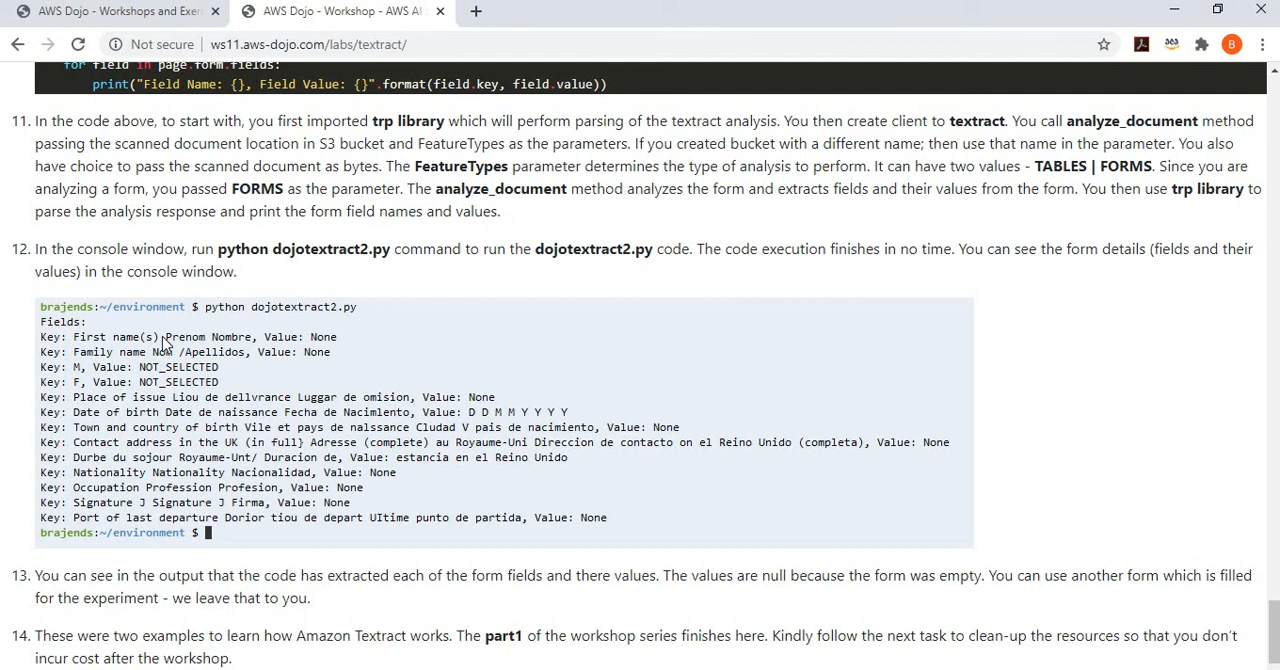 AWS Dojo - Workshops and Exer
AWS Dojo - Workshop - AWS AI
Not secure | ws11.aws-dojo.com/labs/textract/
B
for field in page.form.fields:
print("Field Name: {}, Field Value: {}".format(field.key, field.value))
11. In the code above, to start with, you first imported trp library which will perform parsing of the textract analysis. You then create client to textract. You call analyze_document method
passing the scanned document location in S3 bucket and FeatureTypes as the parameters. If you created bucket with a different name; then use that name in the parameter. You also
have choice to pass the scanned document as bytes. The FeatureTypes parameter determines the type of analysis to perform. It can have two values - TABLES | FORMS. Since you are
analyzing a form, you passed FORMS as the parameter. The analyze_document method analyzes the form and extracts fields and their values from the form. You then use trp library to
parse the analysis response and print the form field names and values.
12. In the console window, run python dojotextract2.py command to run the dojotextract2.py code. The code execution finishes in no time. You can see the form details (fields and their
values) in the console window.
brajends:~/environment $ python dojotextract2.py
Fields:
Key: First name(s) Prenom Nombre, Value: None
Key: Family name Nom /Apellidos, Value: None
Key: M, Value: NOT_SELECTED
Key: F, Value: NOT_SELECTED
Key: Place of issue Liou de dellvrance Luggar de omision, Value: None
Key: Date of birth Date de naissance Fecha de Nacimlento, Value: D D M M Y Y Y Y
Key: Town and country of birth Vile et pays de nalssance Cludad V pais de nacimiento, Value: None
Key: Contact address in the UK (in full} Adresse (complete) au Royaume-Uni Direccion de contacto on el Reino Unido (completa), Value: None
Key: Durbe du sojour Royaume-Unt/ Duracion de, Value: estancia en el Reino Unido
Key: Nationality Nationality Nacionalidad, Value: None
Key: Occupation Profession Profesion, Value: None
Key: Signature J Signature J Firma, Value: None
Key: Port of last departure Dorior tiou de depart UItime punto de partida, Value: None
brajends:~/environment $
13. You can see in the output that the code has extracted each of the form fields and there values. The values are null because the form was empty. You can use another form which is filled
for the experiment - we leave that to you.
14. These were two examples to learn how Amazon Textract works. The part1 of the workshop series finishes here. Kindly follow the next task to clean-up the resources so that you don't
incur cost after the workshop.